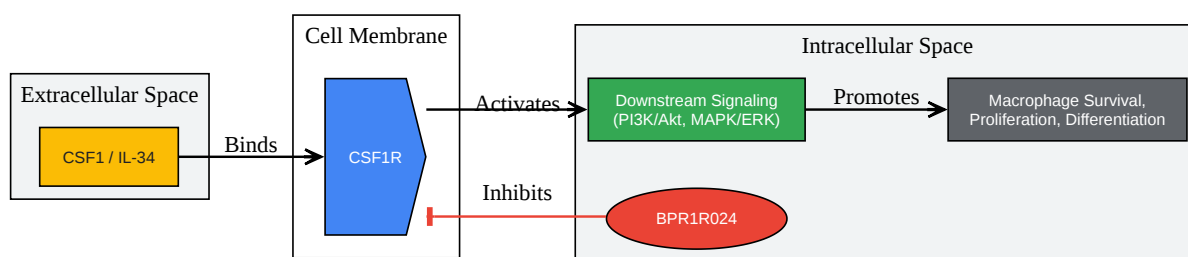 Cell Membrane
Intracellular Space
Extracellular Space
CSF1 / IL-34
Binds
CSF1R
Activates
Downstream Signaling
(PI3K/Akt, MAPK/ERK)
Promotes
Macrophage Survival,
Proliferation, Differentiation
Inhibits
BPR1R024